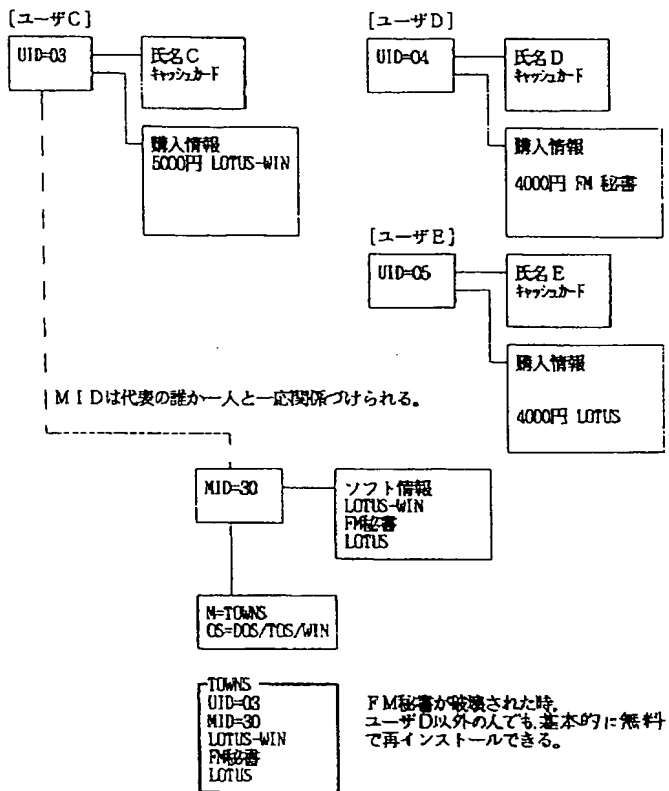 [ユーザC]
UID=03
氏名C
キャッシュカード
購入情報
5000円 LOTUS-WIN
[ユーザD]
UID=04
氏名D
キャッシュカード
購入情報
4000円 FM 秘書
[ユーザE]
UID=05
氏名E
キャッシュカード
購入情報
4000円 LOTUS
MIDは代表の誰か一人と一応関係づけられる。
MID=30
ソフト情報
LOTUS-WIN
FM秘書
LOTUS
M=TOWNS
OS=DOS/TOS/WIN
TOWNS
UID=03
MID=30
LOTUS-WIN
FM秘書
LOTUS
FM秘書が破壊された時,
ユーザD以外の人でも,基本的に無料
で再インストールできる。